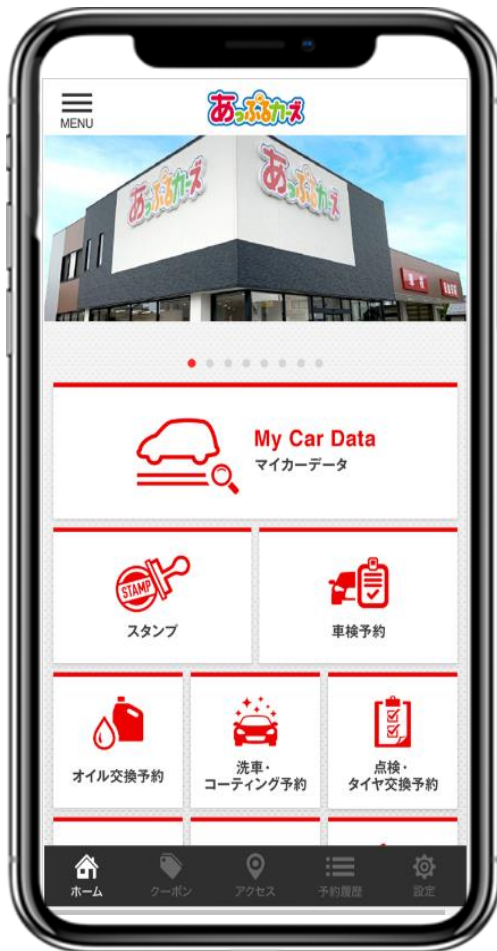 MENU
あっぷるカーズ
あっぷるカーズ
あっぷるカーズ
車検
My Car Data
マイカーデータ
STAMP
スタンプ
車検予約
オイル交換予約
洗車・
コーティング予約
点検・
タイヤ交換予約
ホーム
クーポン
アクセス
予約履歴
設定